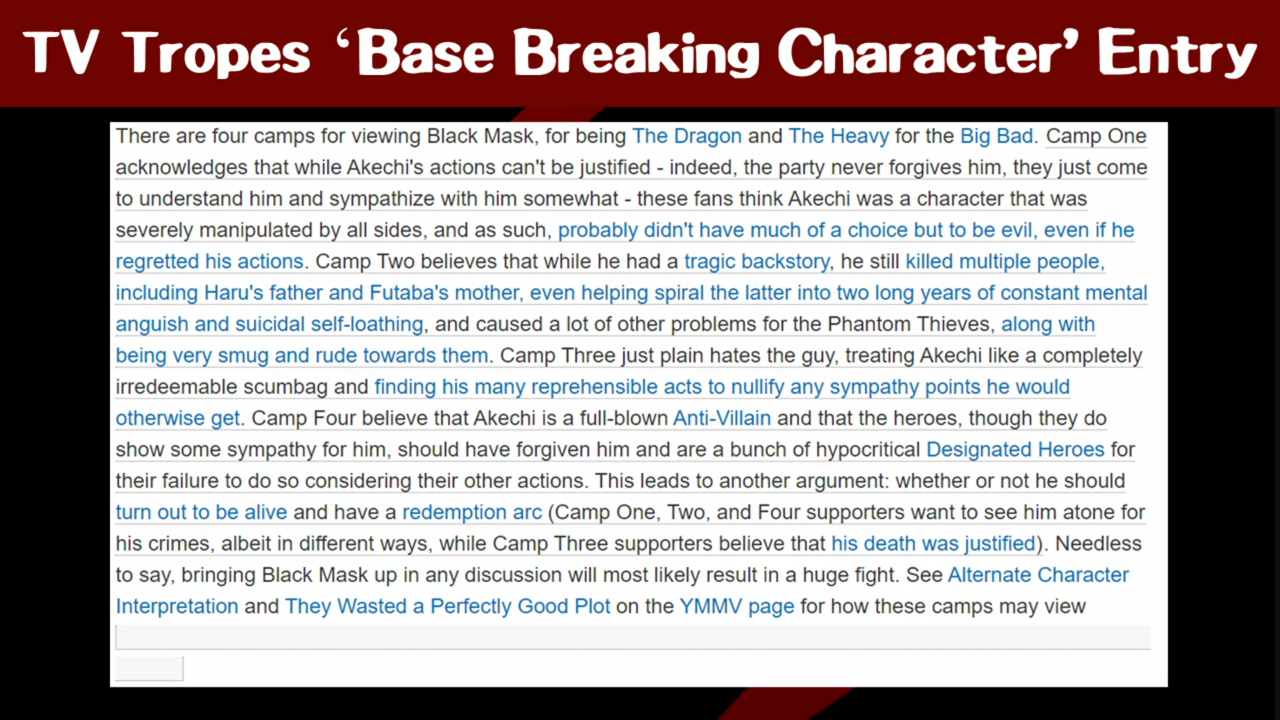 TV Tropes ‘Base Breaking Character’ Entry
There are four camps for viewing Black Mask, for being The Dragon and The Heavy for the Big Bad. Camp One
acknowledges that while Akechi's actions can't be justified - indeed, the party never forgives him, they just come
to understand him and sympathize with him somewhat - these fans think Akechi was a character that was
severely manipulated by all sides, and as such, probably didn't have much of a choice but to be evil, even if he
regretted his actions. Camp Two believes that while he had a tragic backstory, he still killed multiple people,
including Haru's father and Futaba's mother, even helping spiral the latter into two long years of constant mental
anguish and suicidal self-loathing, and caused a lot of other problems for the Phantom Thieves, along with
being very smug and rude towards them. Camp Three just plain hates the guy, treating Akechi like a completely
irredeemable scumbag and finding his many reprehensible acts to nullify any sympathy points he would
otherwise get. Camp Four believe that Akechi is a full-blown Anti-Villain and that the heroes, though they do
show some sympathy for him, should have forgiven him and are a bunch of hypocritical Designated Heroes for
their failure to do so considering their other actions. This leads to another argument: whether or not he should
turn out to be alive and have a redemption arc (Camp One, Two, and Four supporters want to see him atone for
his crimes, albeit in different ways, while Camp Three supporters believe that his death was justified). Needless
to say, bringing Black Mask up in any discussion will most likely result in a huge fight. See Alternate Character
Interpretation and They Wasted a Perfectly Good Plot on the YMMV page for how these camps may view